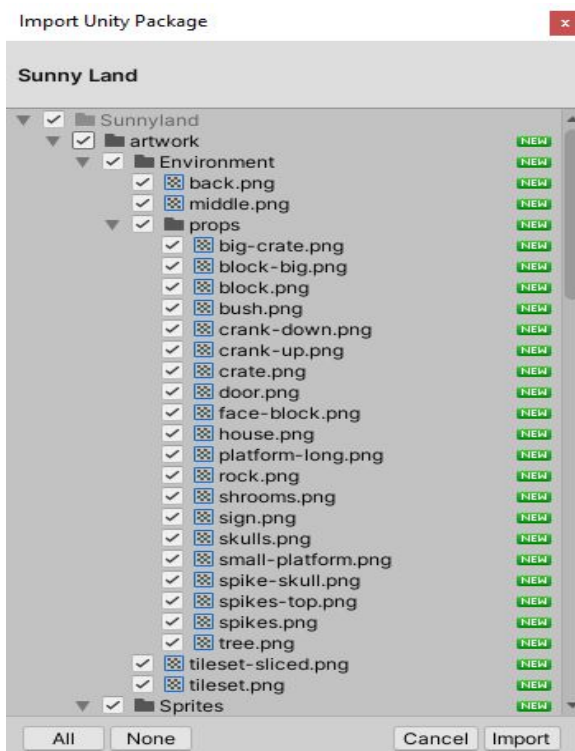 Import Unity Package
x
Sunny Land
Sunnyland
artwork NEW
Environment NEW
back.png NEW
middle.png NEW
props NEW
big-crate.png NEW
block-big.png NEW
block.png NEW
bush.png NEW
crank-down.png NEW
crank-up.png NEW
crate.png NEW
door.png NEW
face-block.png NEW
house.png NEW
platform-long.png NEW
rock.png NEW
shrooms.png NEW
sign.png NEW
skulls.png NEW
small-platform.png NEW
spike-skull.png NEW
spikes-top.png NEW
spikes.png NEW
tree.png NEW
tileset-sliced.png NEW
tileset.png NEW
Sprites NEW
All None Cancel Import